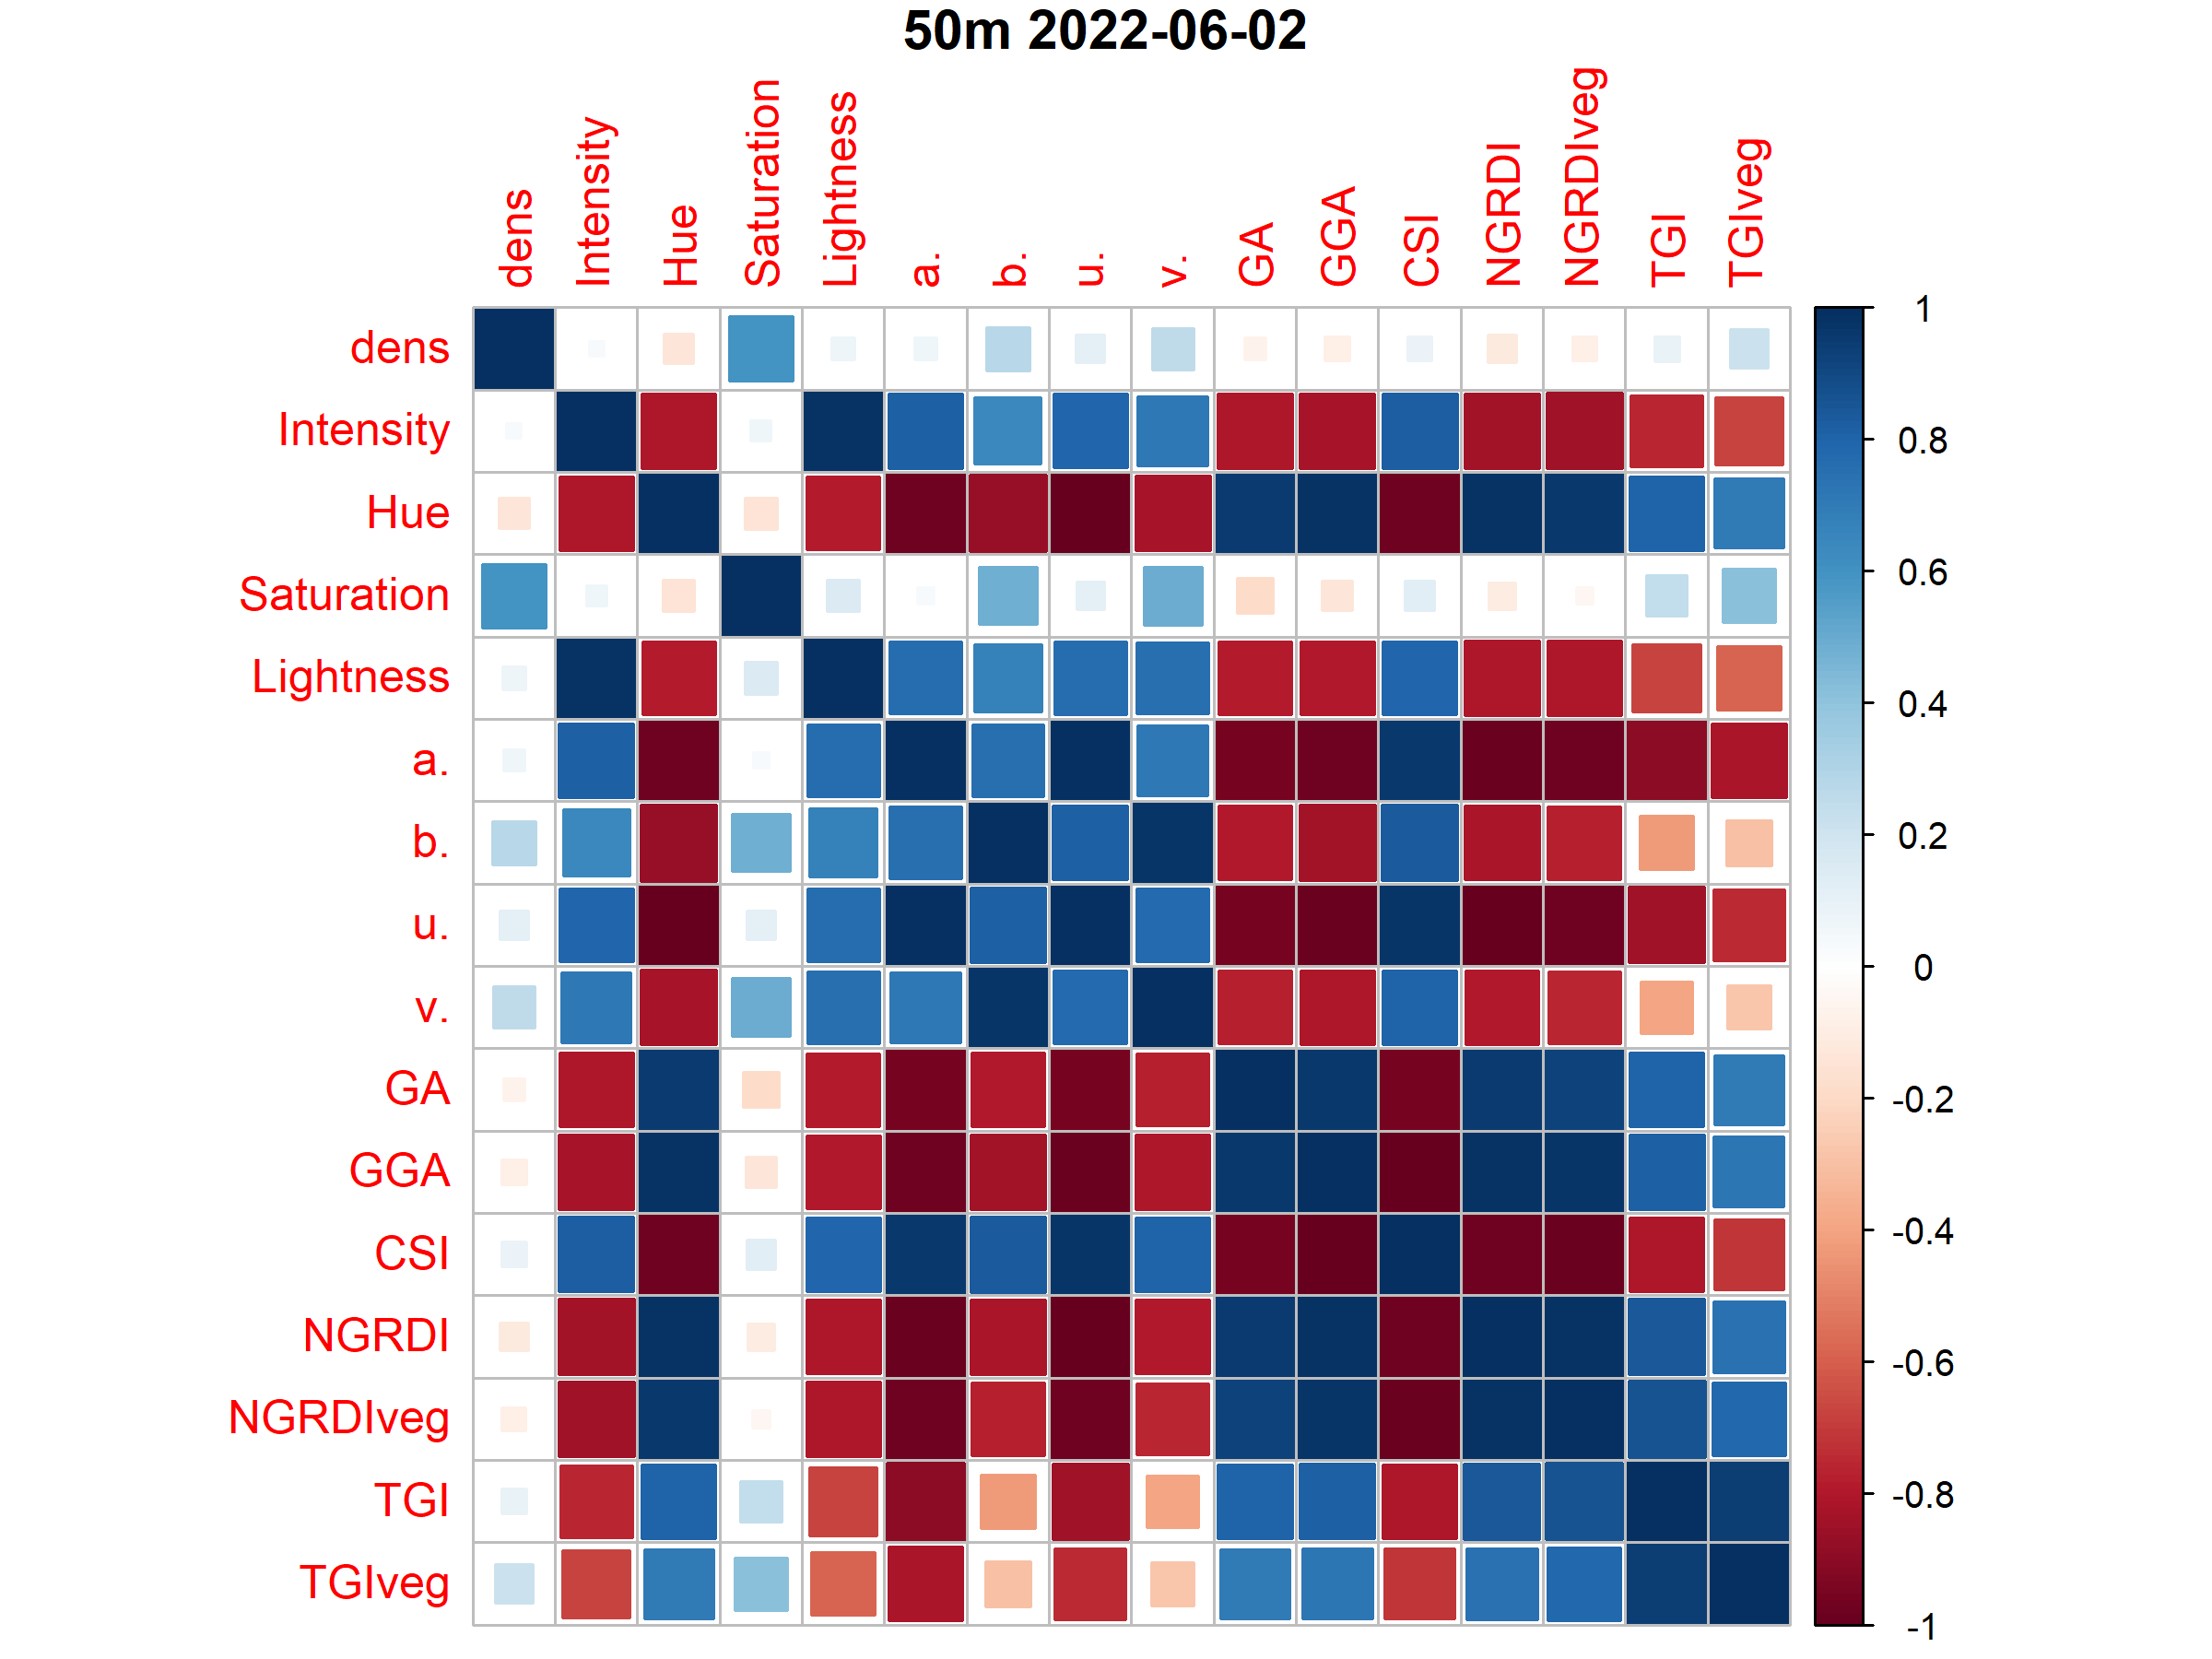 50m 2022-06-02
dens Intensity Hue Saturation Lightness a. b. u. v. GA GGA CSI NGRDI NGRDIveg TGI TGIveg
dens
Intensity
Hue
Saturation
Lightness
a.
b.
u.
v.
GA
GGA
CSI
NGRDI
NGRDIveg
TGI
TGIveg
1
0.8
0.6
0.4
0.2
0
-0.2
-0.4
-0.6
-0.8
-1